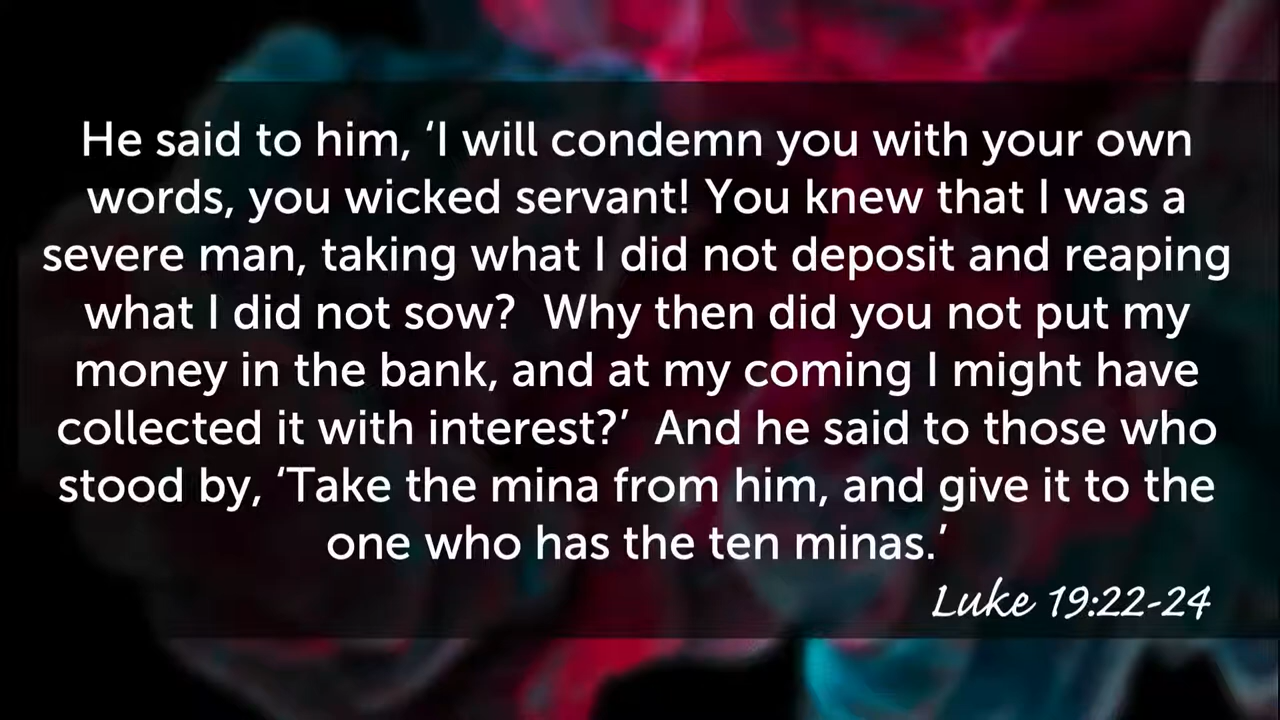 He said to him, ‘I will condemn you with your own
words, you wicked servant! You knew that I was a
severe man, taking what I did not deposit and reaping
what I did not sow?  Why then did you not put my
money in the bank, and at my coming I might have
collected it with interest?’  And he said to those who
stood by, ‘Take the mina from him, and give it to the
one who has the ten minas.’
Luke 19:22-24